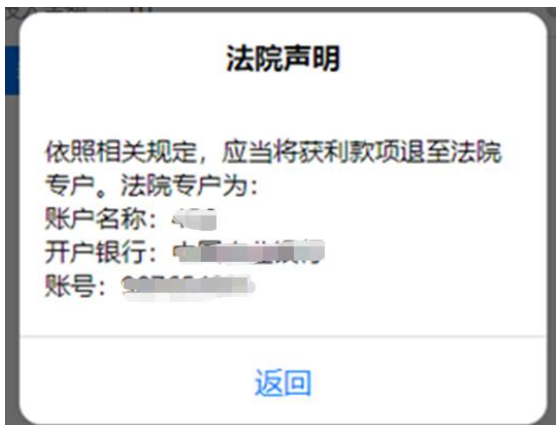 法院声明
依照相关规定，应当将获利款项退至法院
专户。法院专户为：
账户名称：
开户银行：
账号：
返回